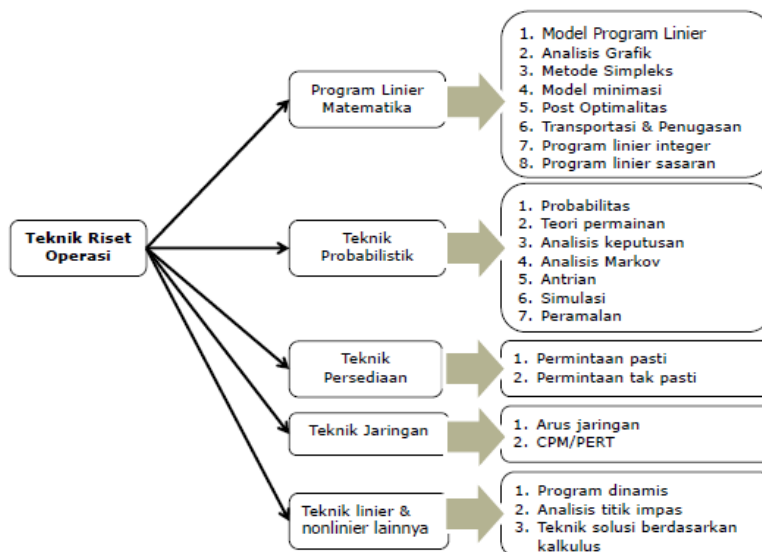 Teknik Riset
Operasi
Program Linier
Matematika
1. Model Program Linier
2. Analisis Grafik
3. Metode Simpleks
4. Model minimasi
5. Post Optimalitas
6. Transportasi & Penugasan
7. Program linier integer
8. Program linier sasaran
Teknik
Probabilistik
1. Probabilitas
2. Teori permainan
3. Analisis keputusan
4. Analisis Markov
5. Antrian
6. Simulasi
7. Peramalan
Teknik
Persediaan
1. Permintaan pasti
2. Permintaan tak pasti
Teknik Jaringan
1. Arus jaringan
2. CPM/PERT
Teknik linier &
nonlinier lainnya
1. Program dinamis
2. Analisis titik impas
3. Teknik solusi berdasarkan
kalkulus